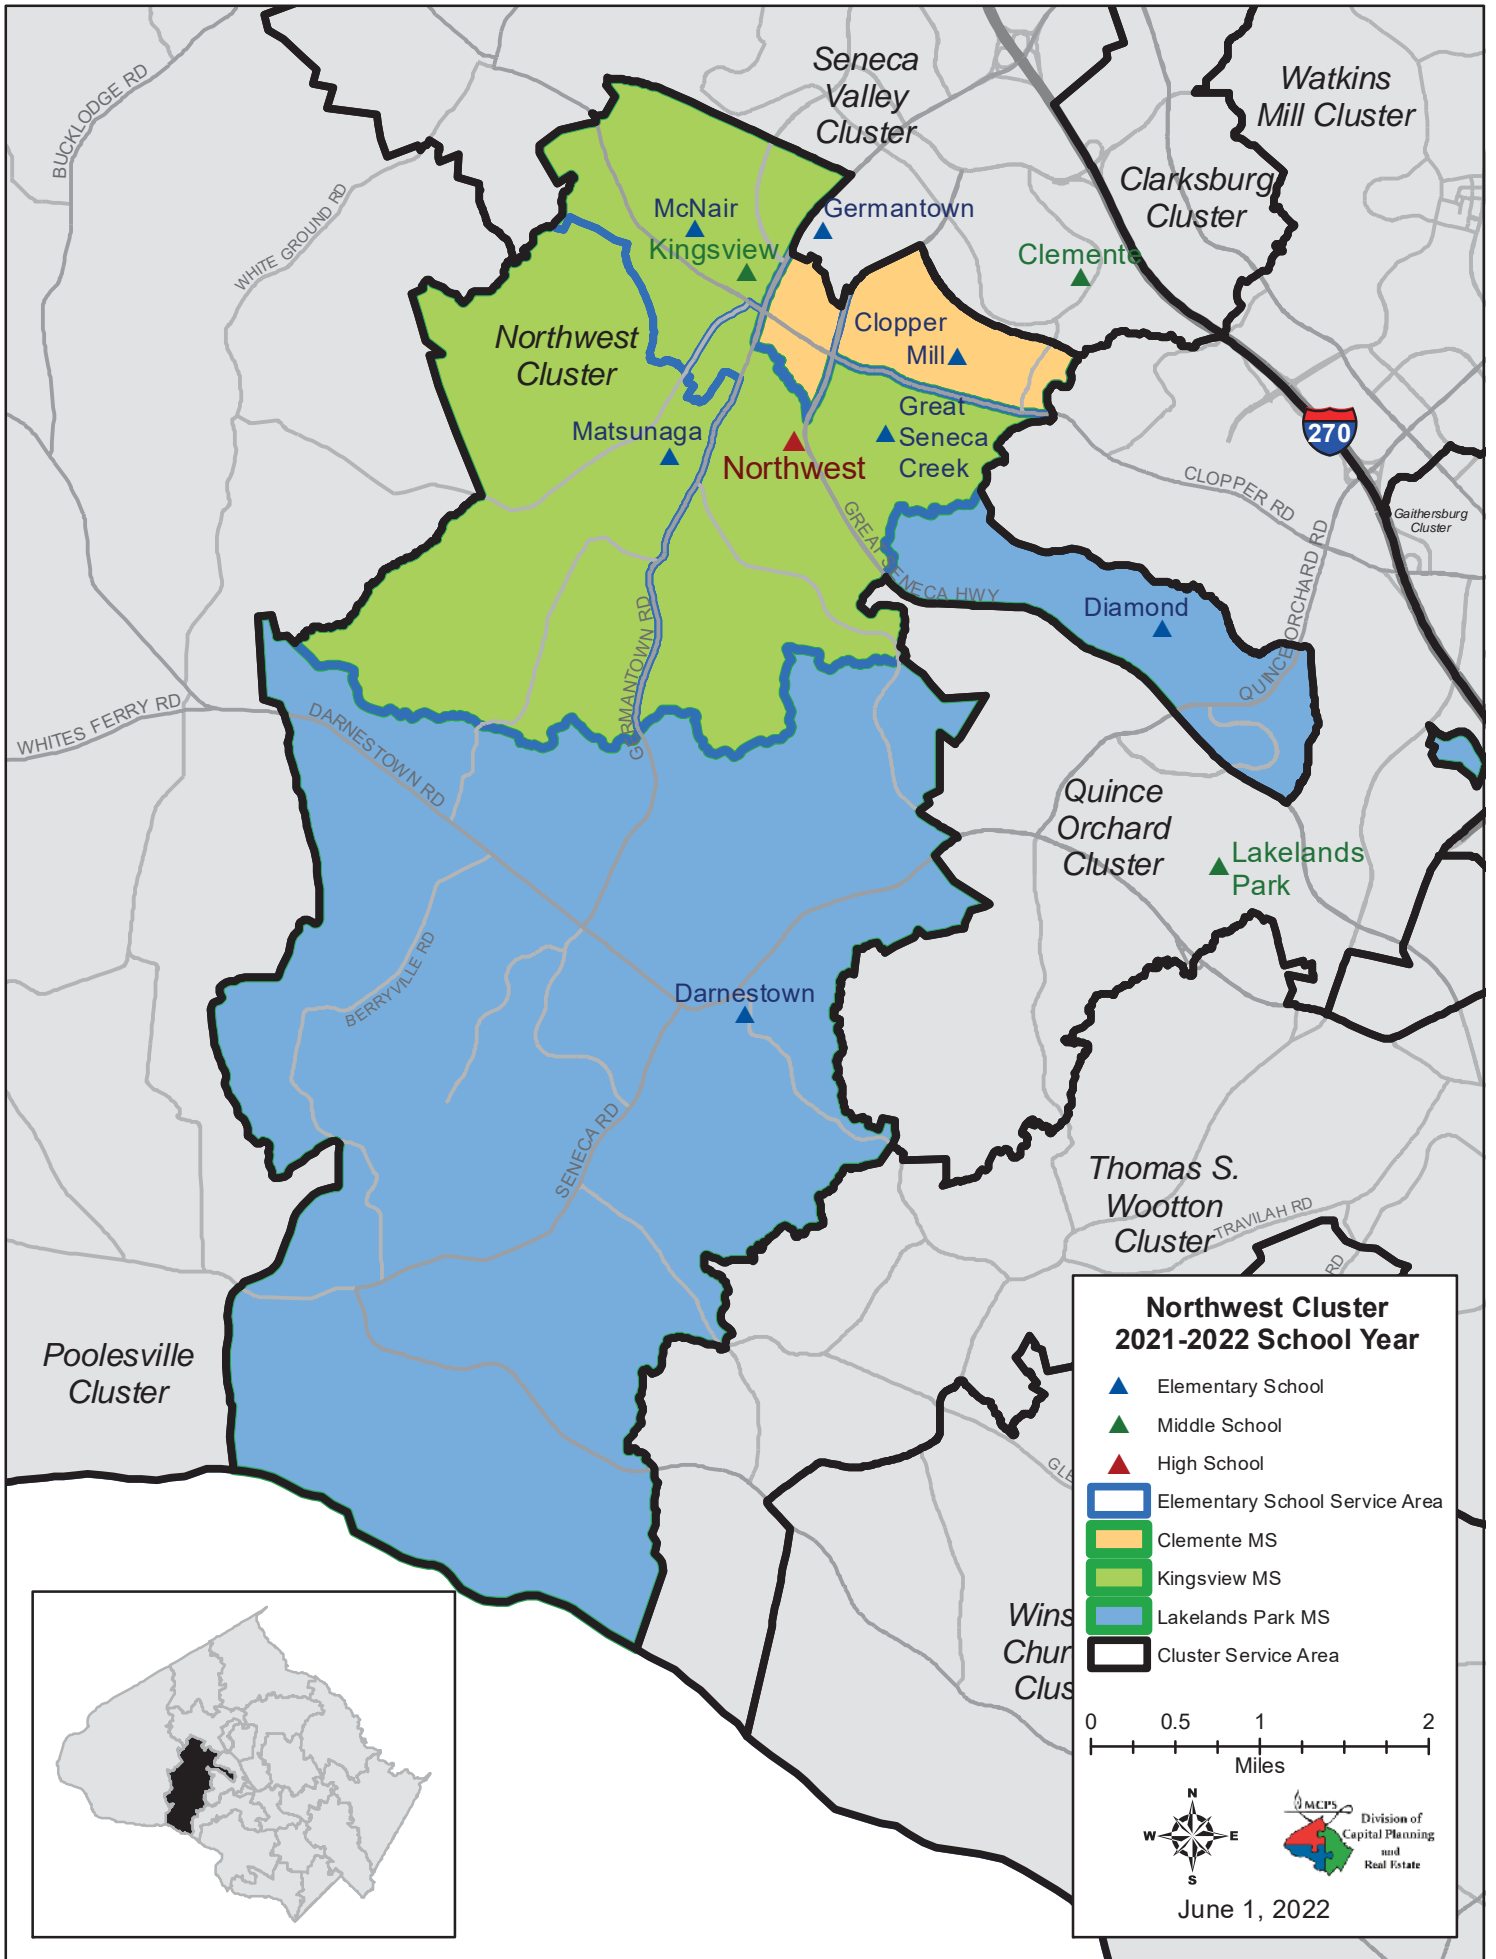 Seneca
Valley
Cluster
Watkins
Mill Cluster
Clarksburg
Cluster
BUCKLODGE RD
WHITE GROUND RD
McNair
Germantown
Kingsview
Clemente
Northwest
Cluster
Clopper
Mill
Great
Seneca
Creek
Matsunaga
Northwest
270
CLOPPER RD
Gaithersburg
Cluster
GREAT SENECA HWY
QUINCE ORCHARD RD
Diamond
GERMANTOWN RD
WHITES FERRY RD
DARNESTOWN RD
Quince
Orchard
Cluster
Lakelands
Park
BERRYVILLE RD
Darnestown
SENECA RD
Thomas S.
Wootton
Cluster
TRAVILAH RD
RD
Poolesville
Cluster
GLE
Wins
Chur
Clus
Northwest Cluster
2021-2022 School Year
Elementary School
Middle School
High School
Elementary School Service Area
Clemente MS
Kingsview MS
Lakelands Park MS
Cluster Service Area
0 0.5 1 2
Miles
N
W E
S
MCPS
Division of
Capital Planning
and
Real Estate
June 1, 2022